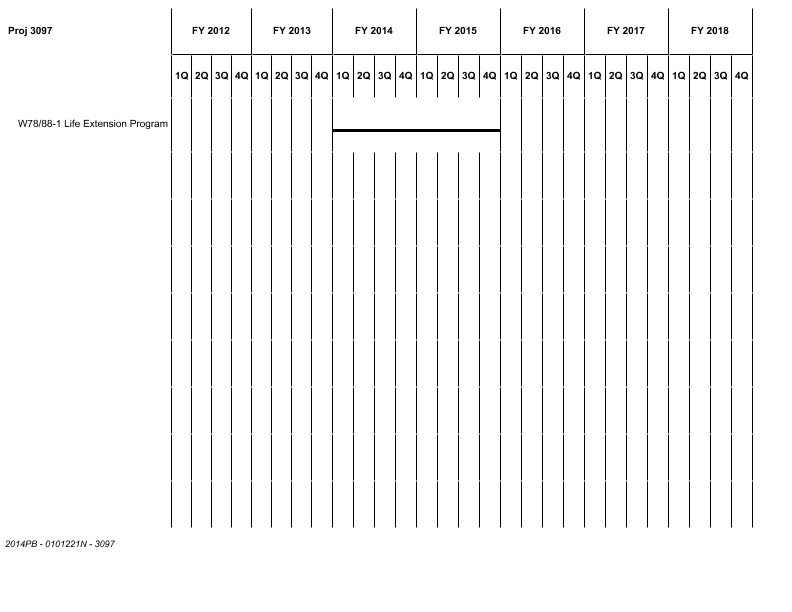 Proj 3097 FY 2012 FY 2013 FY 2014 FY 2015 FY 2016 FY 2017 FY 2018
1Q 2Q 3Q 4Q 1Q 2Q 3Q 4Q 1Q 2Q 3Q 4Q 1Q 2Q 3Q 4Q 1Q 2Q 3Q 4Q 1Q 2Q 3Q 4Q 1Q 2Q 3Q 4Q
W78/88-1 Life Extension Program
2014PB - 0101221N - 3097